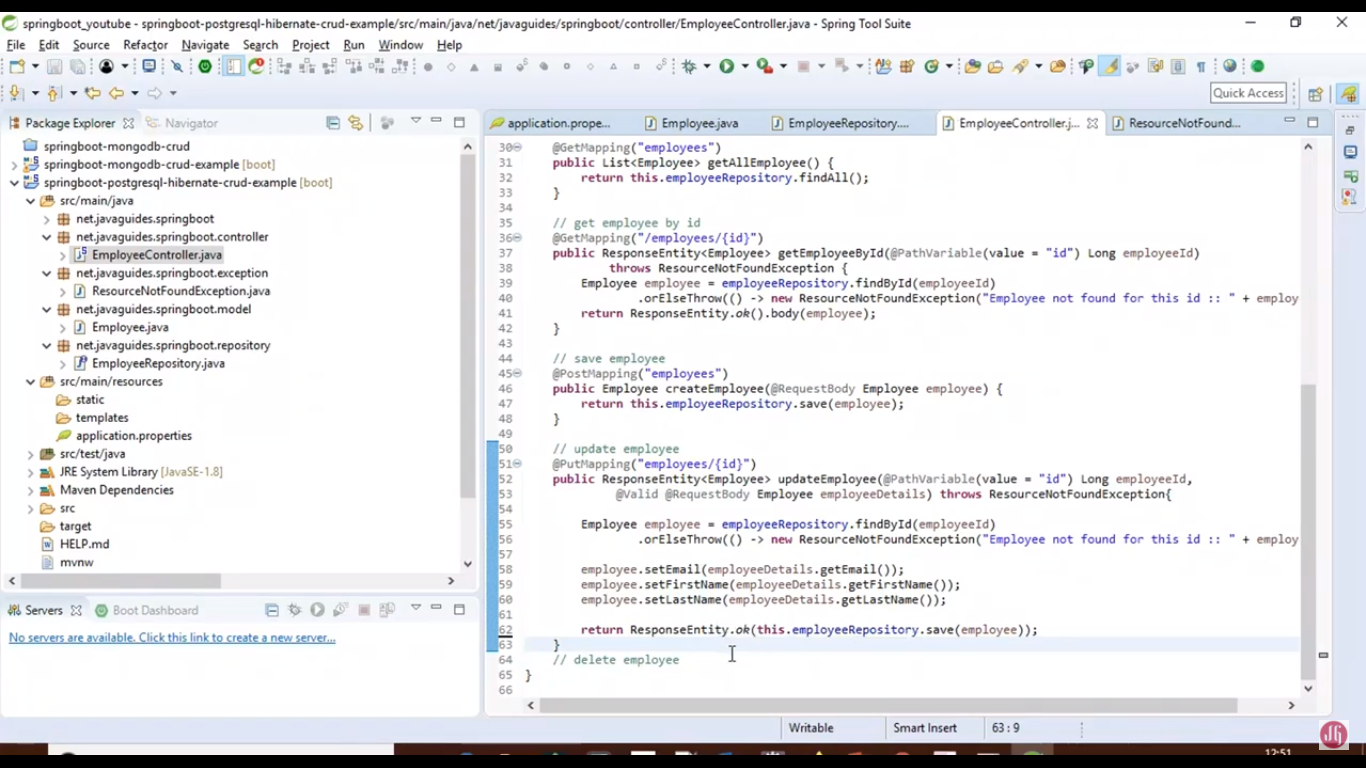 springboot_youtube - springboot-postgresql-hibernate-crud-example/src/main/java/net/javaguides/springboot/controller/EmployeeController.java - Spring Tool Suite
File Edit Source Refactor Navigate Search Project Run Window Help
Quick Access
Package Explorer Navigator
springboot-mongodb-crud
springboot-mongodb-crud-example [boot]
springboot-postgresql-hibernate-crud-example [boot]
src/main/java
net.javaguides.springboot
net.javaguides.springboot.controller
EmployeeController.java
net.javaguides.springboot.exception
ResourceNotFoundException.java
net.javaguides.springboot.model
Employee.java
net.javaguides.springboot.repository
EmployeeRepository.java
src/main/resources
static
templates
application.properties
src/test/java
JRE System Library [JavaSE-1.8]
Maven Dependencies
src
target
HELP.md
mvnw
Servers Boot Dashboard
No servers are available. Click this link to create a new server...
application.prope... Employee.java EmployeeRepository.... EmployeeController.j... ResourceNotFound...
30 @GetMapping("employees")
31 public List<Employee> getAllEmployee() {
32 return this.employeeRepository.findAll();
33 }
34
35 // get employee by id
36 @GetMapping("/employees/{id}")
37 public ResponseEntity<Employee> getEmployeeById(@PathVariable(value = "id") Long employeeId)
38 throws ResourceNotFoundException {
39 Employee employee = employeeRepository.findById(employeeId)
40 .orElseThrow(() -> new ResourceNotFoundException("Employee not found for this id :: " + employ
41 return ResponseEntity.ok().body(employee);
42 }
43
44 // save employee
45 @PostMapping("employees")
46 public Employee createEmployee(@RequestBody Employee employee) {
47 return this.employeeRepository.save(employee);
48 }
49
50 // update employee
51 @PutMapping("employees/{id}")
52 public ResponseEntity<Employee> updateEmployee(@PathVariable(value = "id") Long employeeId,
53 @Valid @RequestBody Employee employeeDetails) throws ResourceNotFoundException{
54
55 Employee employee = employeeRepository.findById(employeeId)
56 .orElseThrow(() -> new ResourceNotFoundException("Employee not found for this id :: " + employ
57
58 employee.setEmail(employeeDetails.getEmail());
59 employee.setFirstName(employeeDetails.getFirstName());
60 employee.setLastName(employeeDetails.getLastName());
61
62 return ResponseEntity.ok(this.employeeRepository.save(employee));
63 }
64 // delete employee
65 }
66
Writable Smart Insert 63 : 9